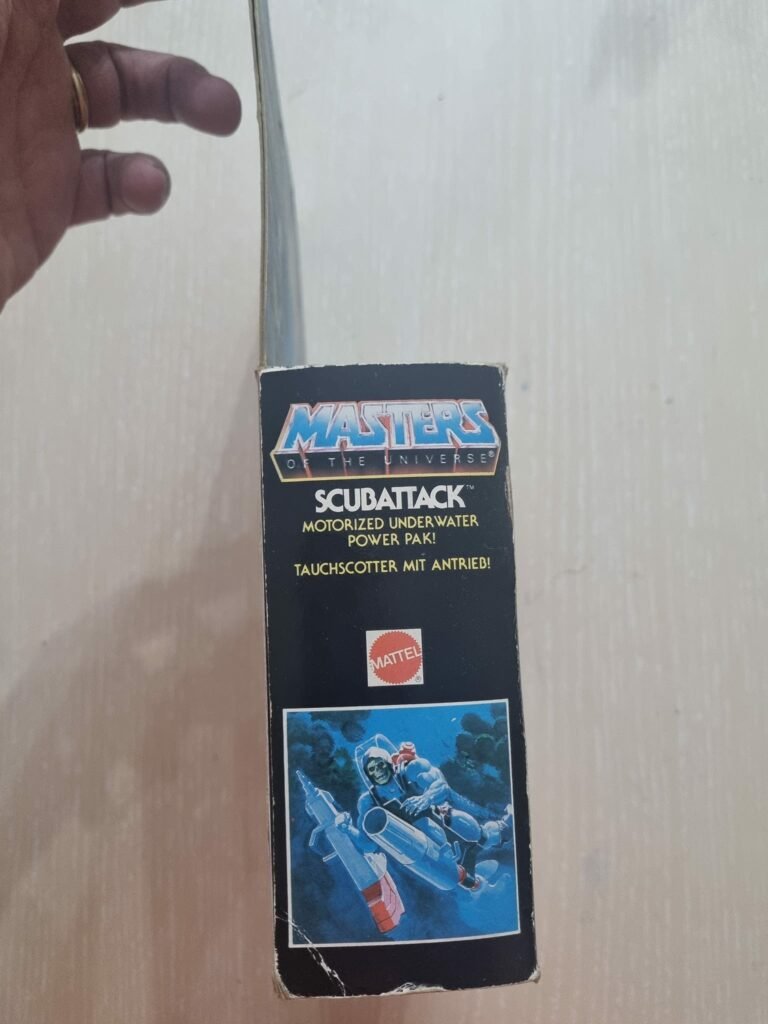 MASTERS
OF THE UNIVERSE®
SCUBATTACK™
MOTORIZED UNDERWATER
POWER PAK!
TAUCHSCOTTER MIT ANTRIEB!
MATTEL®